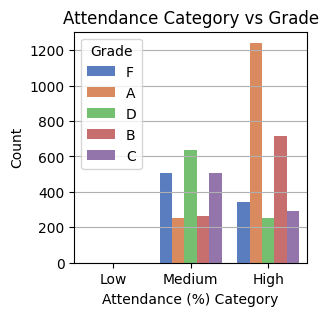 Attendance Category vs Grade
Grade
F
A
D
B
C
1200
1000
800
600
400
200
0
Count
Low Medium High
Attendance (%) Category